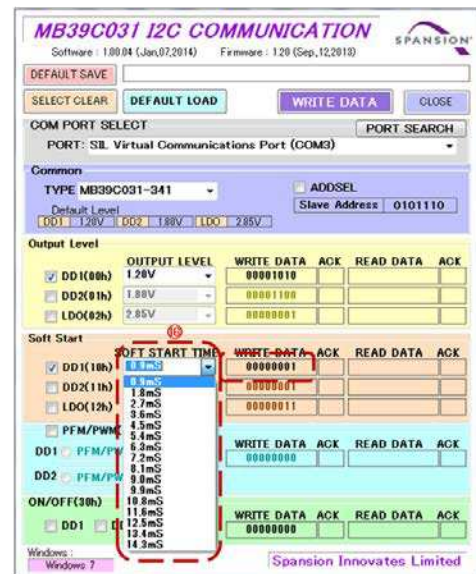 MB39C031 I2C COMMUNICATION
SPANSION
Software : 1.00.04 (Jan,07,2014) Firmware : 1.20 (Sep,12,2013)
DEFAULT SAVE
SELECT CLEAR DEFAULT LOAD WRITE DATA CLOSE
COM PORT SELECT PORT SEARCH
PORT: SIL Virtual Communications Port (COM3)
Common
TYPE MB39C031-341 ADDSEL
Default Level Slave Address 0101110
DD1 1.20V DD2 1.80V LDO 2.85V
Output Level
OUTPUT LEVEL WRITE DATA ACK READ DATA ACK
DD1(00h) 1.20V 00001010
DD2(01h) 1.80V 00001100
LDO(02h) 2.85V 00000001
Soft Start ⑯
SOFT START TIME WRITE DATA ACK READ DATA ACK
DD1(10h) 0.9mS 00000001
DD2(11h) 0.9mS 00000001
LDO(12h) 1.8mS 00000011
2.7mS
3.6mS
PFM/PWM 4.5mS
5.4mS
DD1 PFM/PW 6.3mS WRITE DATA ACK READ DATA ACK
7.2mS 00000000
8.1mS
DD2 PFM/PW 9.0mS
9.9mS
ON/OFF(30h) 10.8mS
11.6mS WRITE DATA ACK READ DATA ACK
DD1 12.5mS 00000000
13.4mS
14.3mS
Windows :
Windows 7 Spansion Innovates Limited